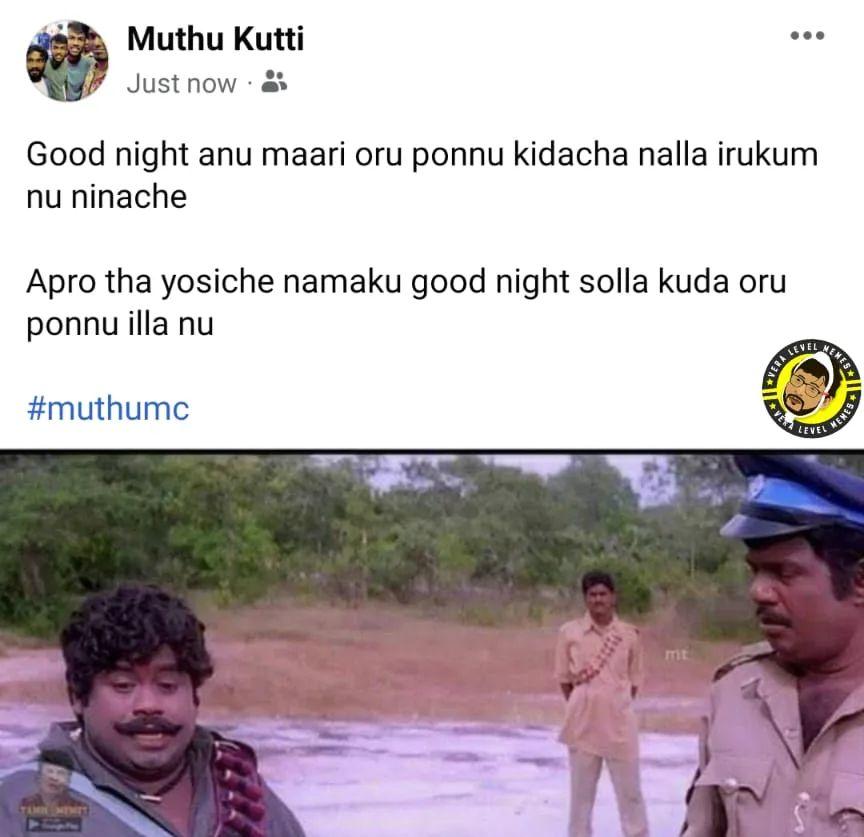 Muthu Kutti
Just now ·
Good night anu maari oru ponnu kidacha nalla irukum
nu ninache
Apro tha yosiche namaku good night solla kuda oru
ponnu illa nu
#muthumc
VERA LEVEL MEMES
VERA LEVEL MEMES
mt
TAMIL MEMES